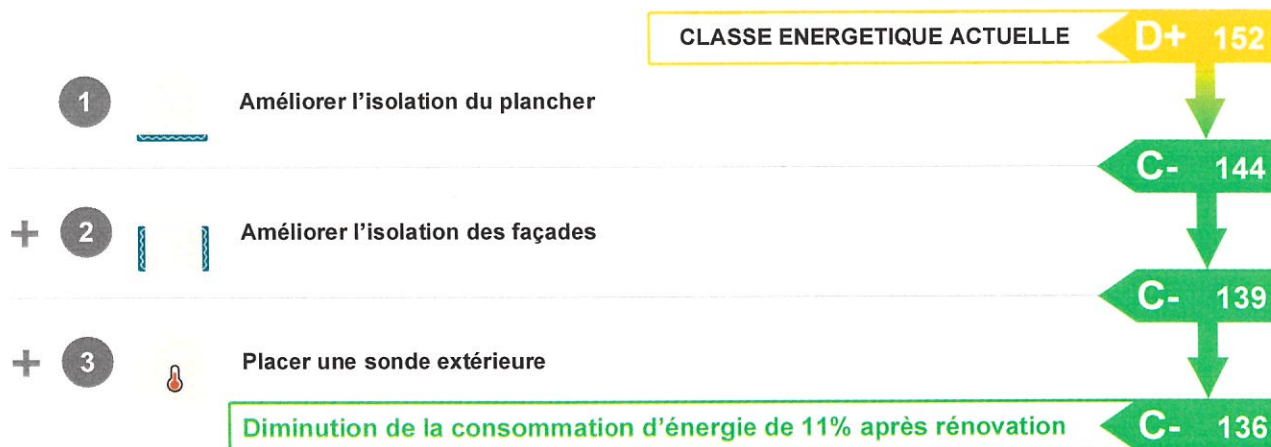 CLASSE ENERGETIQUE ACTUELLE D+ 152
1 Améliorer l'isolation du plancher
C- 144
+ 2 Améliorer l'isolation des façades
C- 139
+ 3 Placer une sonde extérieure
Diminution de la consommation d'énergie de 11% après rénovation C- 136